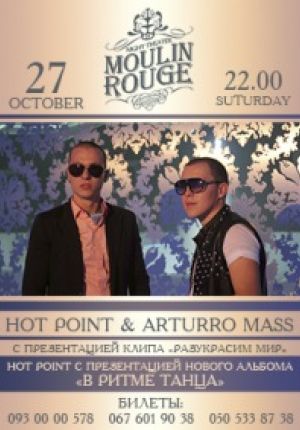 NIGHT THEATER
MOULIN
ROUGE
27
OCTOBER
22.00
SUTURDAY
HOT POINT & ARTURRO MASS
С ПРЕЗЕНТАЦИЕЙ КЛИПА «РАЗУКРАСИМ МИР»
HOT POINT С ПРЕЗЕНТАЦИЕЙ НОВОГО АЛЬБОМА
«В РИТМЕ ТАНЦА»
БИЛЕТЫ:
093 00 00 578 067 601 90 38 050 533 87 38